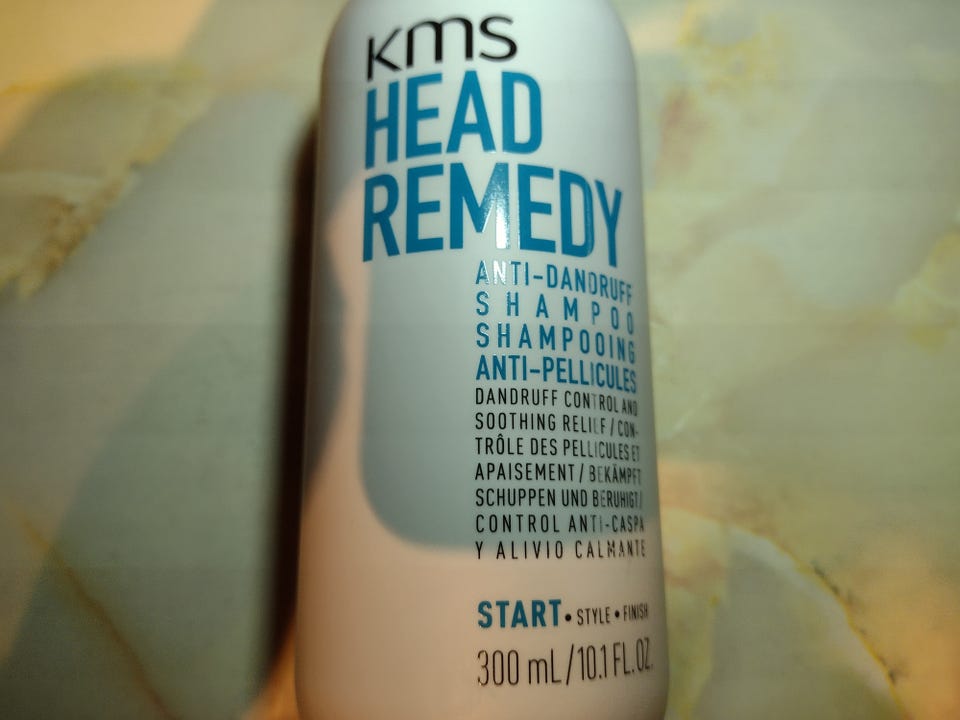 kms
HEAD
REMEDY
ANTI-DANDRUFF
SHAMPOO
SHAMPOOING
ANTI-PELLICULES
DANDRUFF CONTROL AND
SOOTHING RELIEF / CON-
TRÔLE DES PELLICULES ET
APAISEMENT / BEKÄMPFT
SCHUPPEN UND BERUHIGT/
CONTROL ANTI-CASPA
Y ALIVIO CALMANTE
START • STYLE • FINISH
300 mL/10.1 FL.OZ.